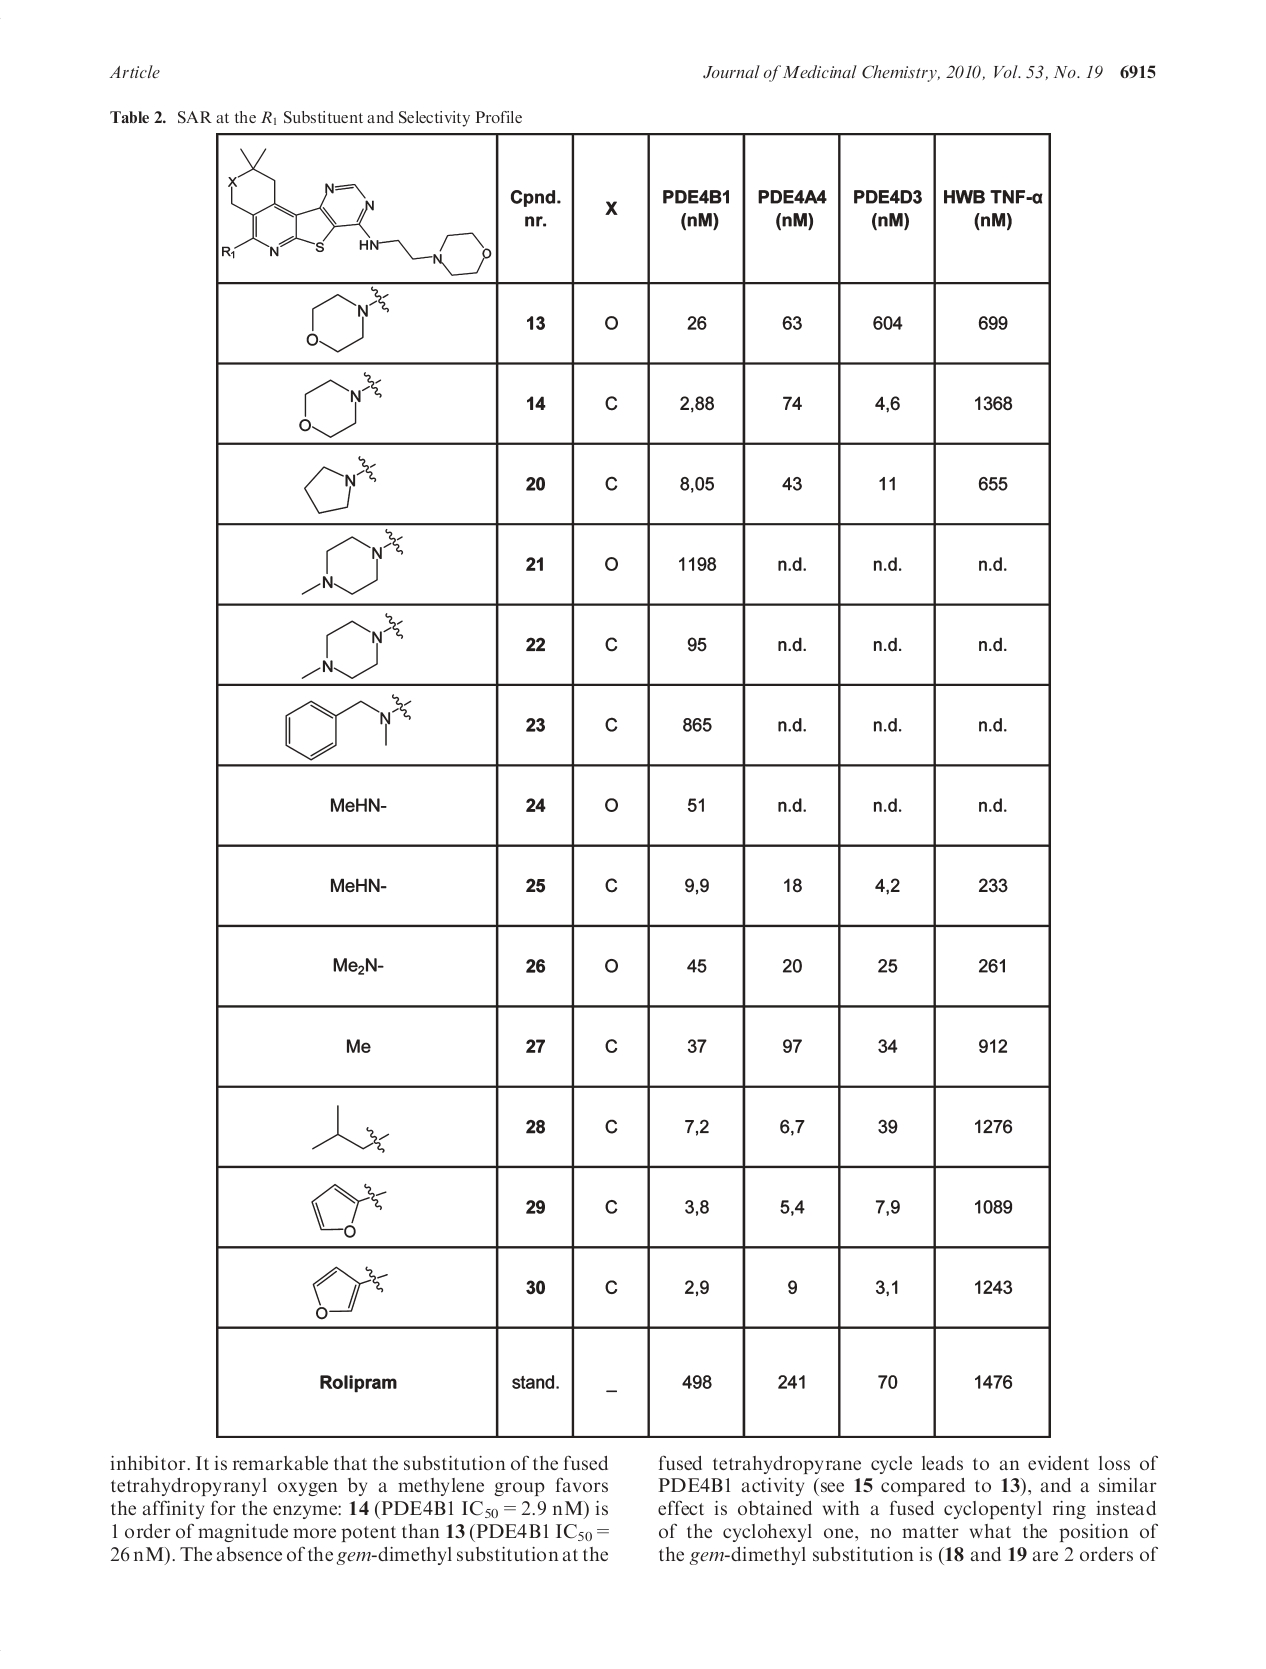 Article
Journal of Medicinal Chemistry, 2010, Vol. 53, No. 19 6915
Table 2. SAR at the R1 Substituent and Selectivity Profile
X N N R1 N S HN N O
Cpnd. nr. X PDE4B1 (nM) PDE4A4 (nM) PDE4D3 (nM) HWB TNF-α (nM)
N O 13 O 26 63 604 699
N O 14 C 2,88 74 4,6 1368
N 20 C 8,05 43 11 655
N N 21 O 1198 n.d. n.d. n.d.
N N 22 C 95 n.d. n.d. n.d.
N 23 C 865 n.d. n.d. n.d.
MeHN- 24 O 51 n.d. n.d. n.d.
MeHN- 25 C 9,9 18 4,2 233
Me2N- 26 O 45 20 25 261
Me 27 C 37 97 34 912
28 C 7,2 6,7 39 1276
O 29 C 3,8 5,4 7,9 1089
O 30 C 2,9 9 3,1 1243
Rolipram stand. _ 498 241 70 1476
inhibitor. It is remarkable that the substitution of the fused
tetrahydropyranyl oxygen by a methylene group favors
the affinity for the enzyme: 14 (PDE4B1 IC50 = 2.9 nM) is
1 order of magnitude more potent than 13 (PDE4B1 IC50 =
26 nM). The absence of the gem-dimethyl substitution at the
fused tetrahydropyrane cycle leads to an evident loss of
PDE4B1 activity (see 15 compared to 13), and a similar
effect is obtained with a fused cyclopentyl ring instead
of the cyclohexyl one, no matter what the position of
the gem-dimethyl substitution is (18 and 19 are 2 orders of